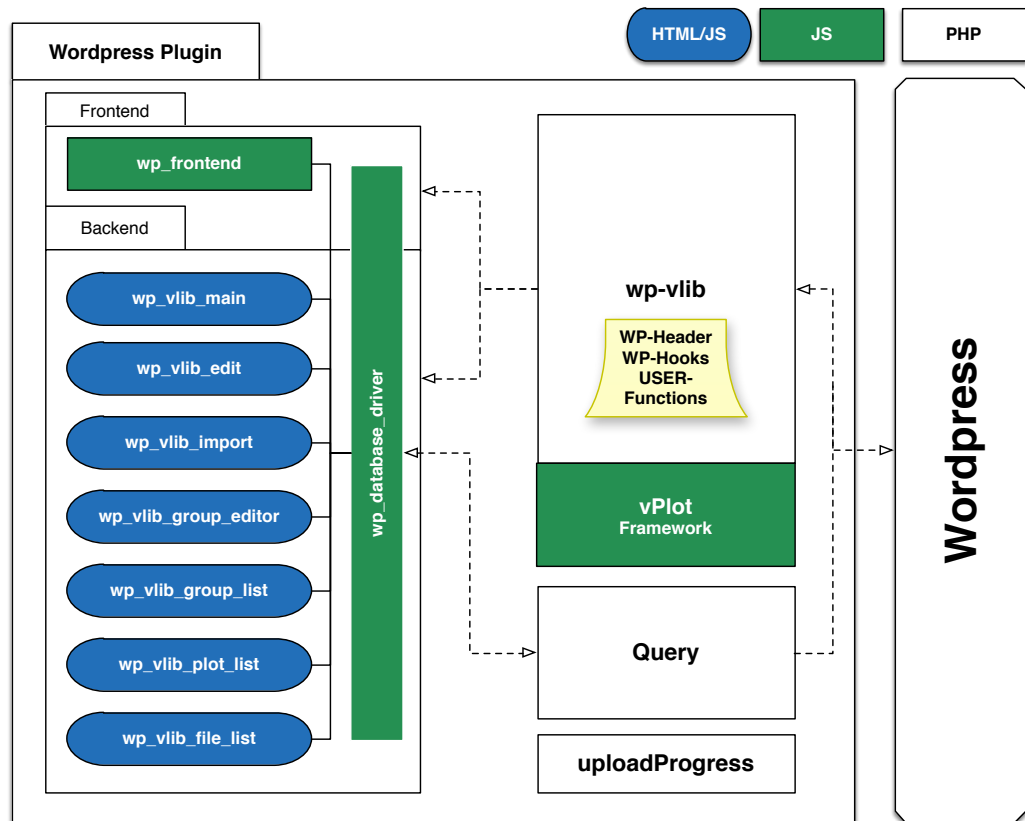 HTML/JS
JS
PHP
Wordpress Plugin
Frontend
wp_frontend
Backend
wp_vlib_main
wp_vlib_edit
wp_vlib_import
wp_vlib_group_editor
wp_vlib_group_list
wp_vlib_plot_list
wp_vlib_file_list
wp_database_driver
wp-vlib
WP-Header
WP-Hooks
USER-
Functions
vPlot
Framework
Query
uploadProgress
Wordpress